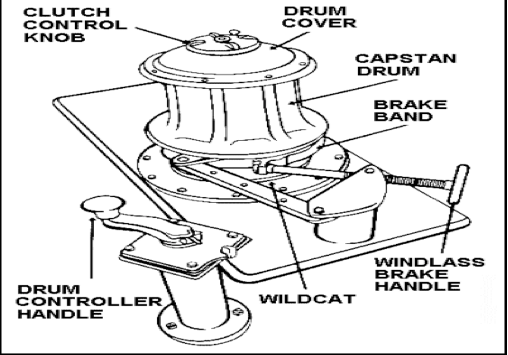 CLUTCH
CONTROL
KNOB
DRUM
COVER
CAPSTAN
DRUM
BRAKE
BAND
WINDLASS
BRAKE
HANDLE
WILDCAT
DRUM
CONTROLLER
HANDLE